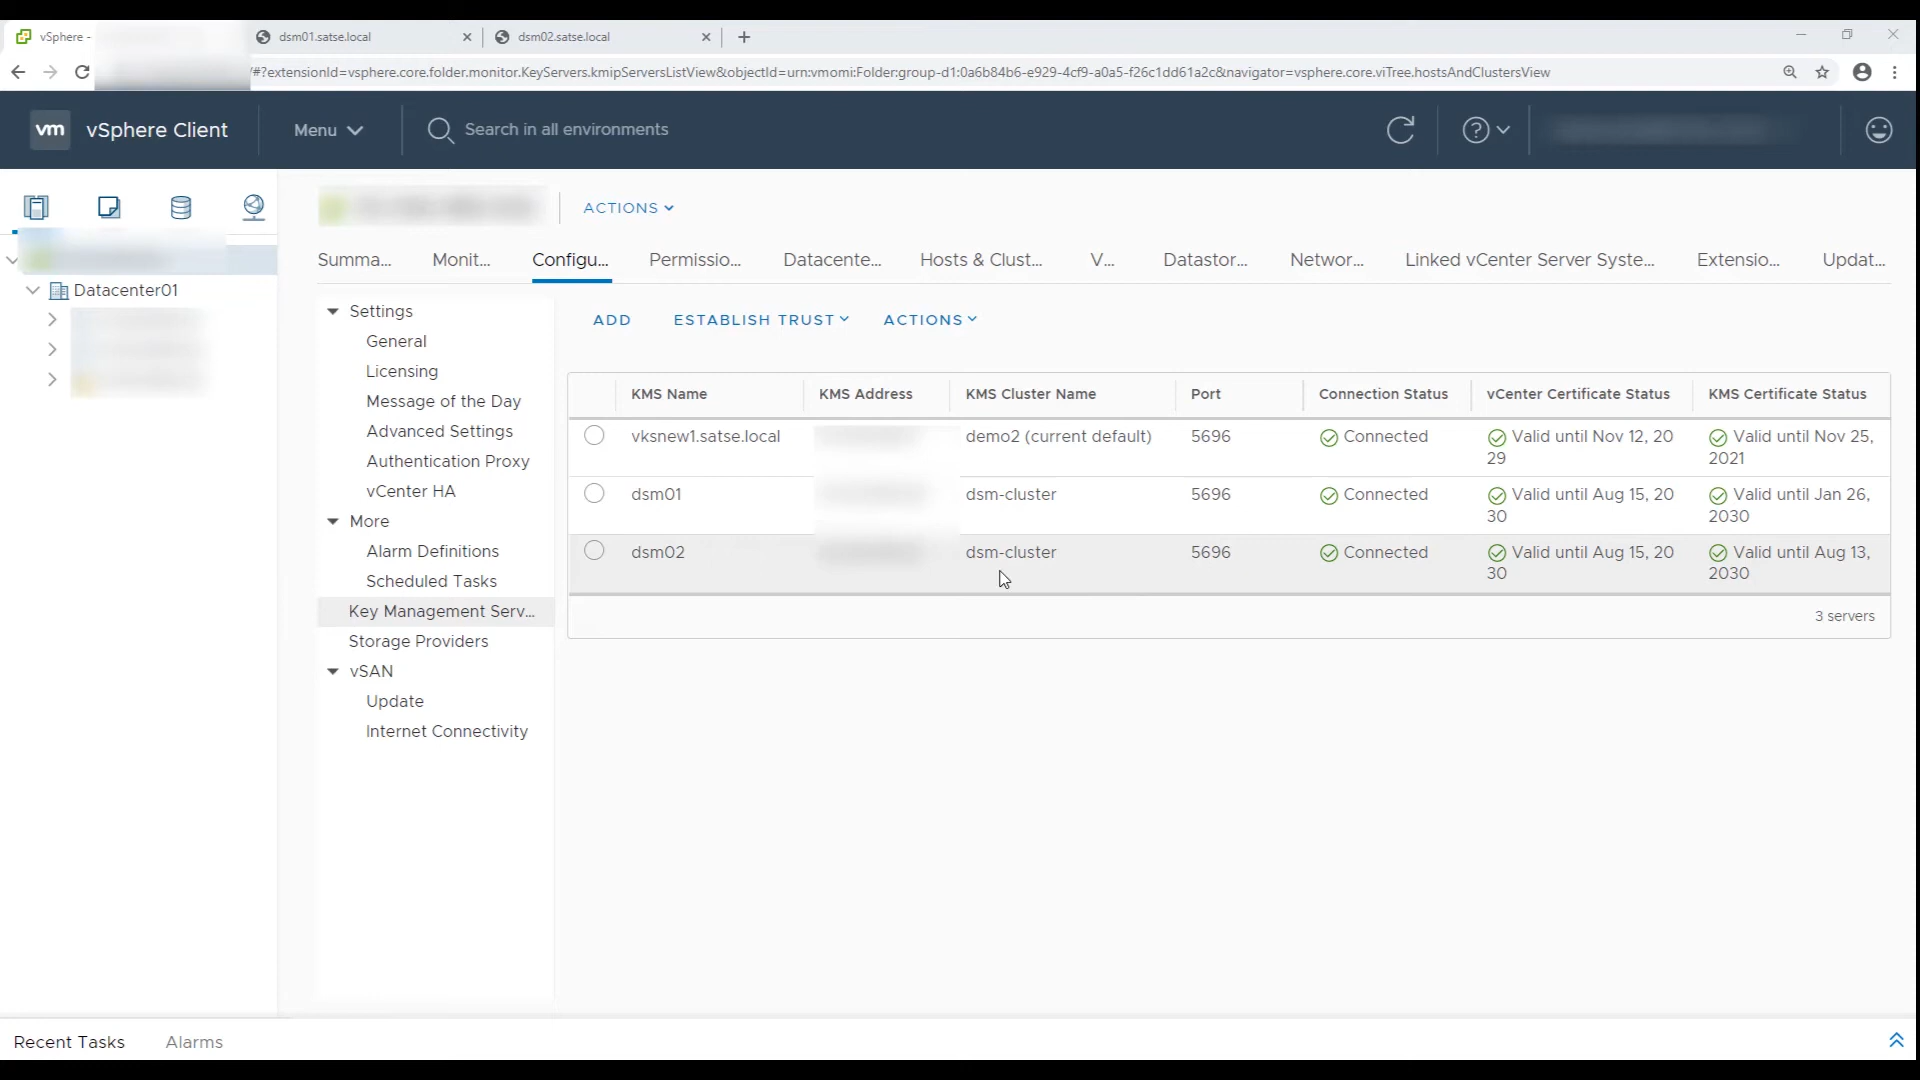 vSphere -
dsm01.satse.local
dsm02.satse.local
/#?extensionId=vsphere.core.folder.monitor.KeyServers.kmipServersListView&objectId=urn:vmomi:Folder:group-d1:0a6b84b6-e929-4cf9-a0a5-f26c1dd61a2c&navigator=vsphere.core.viTree.hostsAndClustersView
vm vSphere Client Menu Search in all environments
ACTIONS
Summa... Monit... Configu... Permissio... Datacente... Hosts & Clust... V... Datastor... Networ... Linked vCenter Server Syste... Extensio... Updat...
Datacenter01
Settings
General
Licensing
Message of the Day
Advanced Settings
Authentication Proxy
vCenter HA
More
Alarm Definitions
Scheduled Tasks
Key Management Serv...
Storage Providers
vSAN
Update
Internet Connectivity
ADD ESTABLISH TRUST ACTIONS
KMS Name KMS Address KMS Cluster Name Port Connection Status vCenter Certificate Status KMS Certificate Status
vksnew1.satse.local demo2 (current default) 5696 Connected Valid until Nov 12, 20 Valid until Nov 25,
29 2021
dsm01 dsm-cluster 5696 Connected Valid until Aug 15, 20 Valid until Jan 26,
30 2030
dsm02 dsm-cluster 5696 Connected Valid until Aug 15, 20 Valid until Aug 13,
30 2030
3 servers
Recent Tasks Alarms